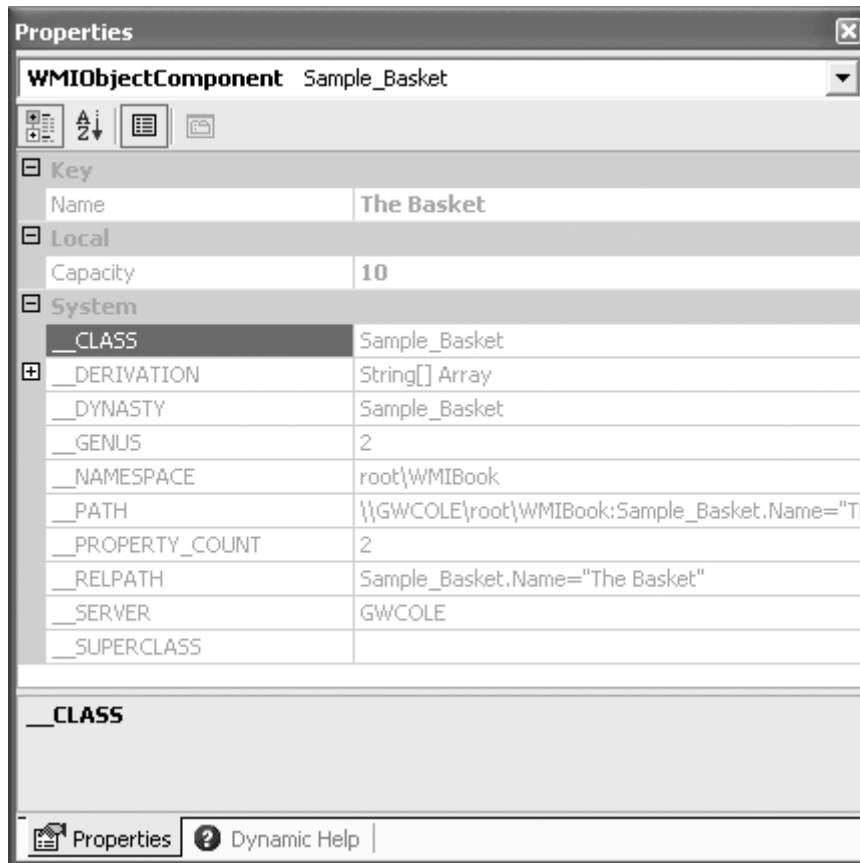 Properties
WMIObjectComponent Sample_Basket
Key
Name The Basket
Local
Capacity 10
System
__CLASS Sample_Basket
__DERIVATION String[] Array
__DYNASTY Sample_Basket
__GENUS 2
__NAMESPACE root\WMIBook
__PATH \\GWCOLE\root\WMIBook:Sample_Basket.Name="T
__PROPERTY_COUNT 2
__RELPATH Sample_Basket.Name="The Basket"
__SERVER GWCOLE
__SUPERCLASS
__CLASS
Properties Dynamic Help